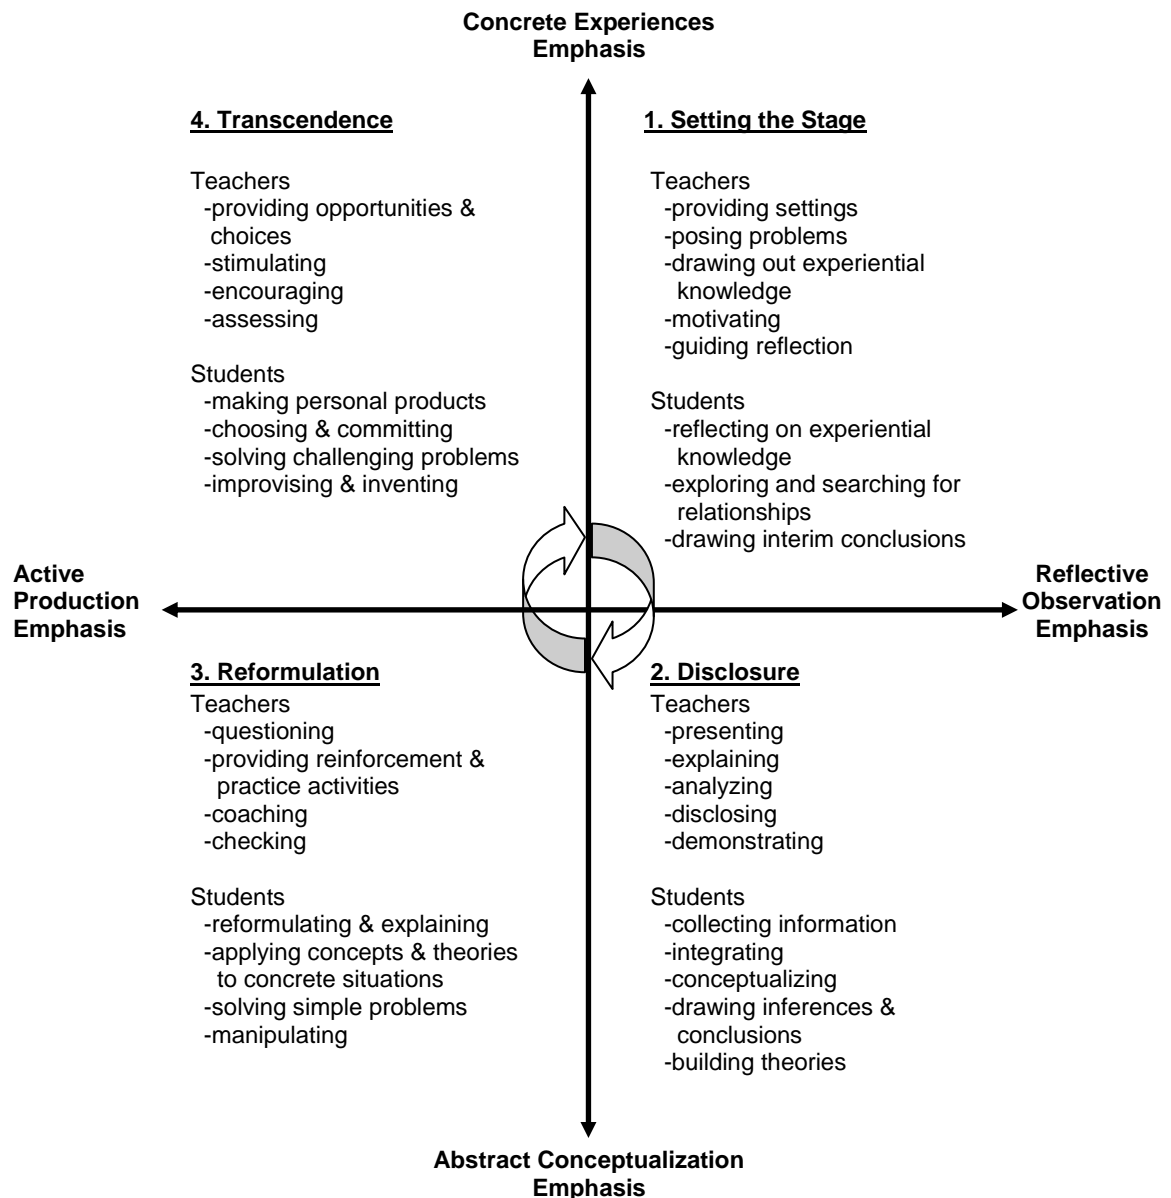 Concrete Experiences
Emphasis
4. Transcendence
Teachers
-providing opportunities &
choices
-stimulating
-encouraging
-assessing
Students
-making personal products
-choosing & committing
-solving challenging problems
-improvising & inventing
1. Setting the Stage
Teachers
-providing settings
-posing problems
-drawing out experiential
knowledge
-motivating
-guiding reflection
Students
-reflecting on experiential
knowledge
-exploring and searching for
relationships
-drawing interim conclusions
Active
Production
Emphasis
Reflective
Observation
Emphasis
3. Reformulation
Teachers
-questioning
-providing reinforcement &
practice activities
-coaching
-checking
Students
-reformulating & explaining
-applying concepts & theories
to concrete situations
-solving simple problems
-manipulating
2. Disclosure
Teachers
-presenting
-explaining
-analyzing
-disclosing
-demonstrating
Students
-collecting information
-integrating
-conceptualizing
-drawing inferences &
conclusions
-building theories
Abstract Conceptualization
Emphasis